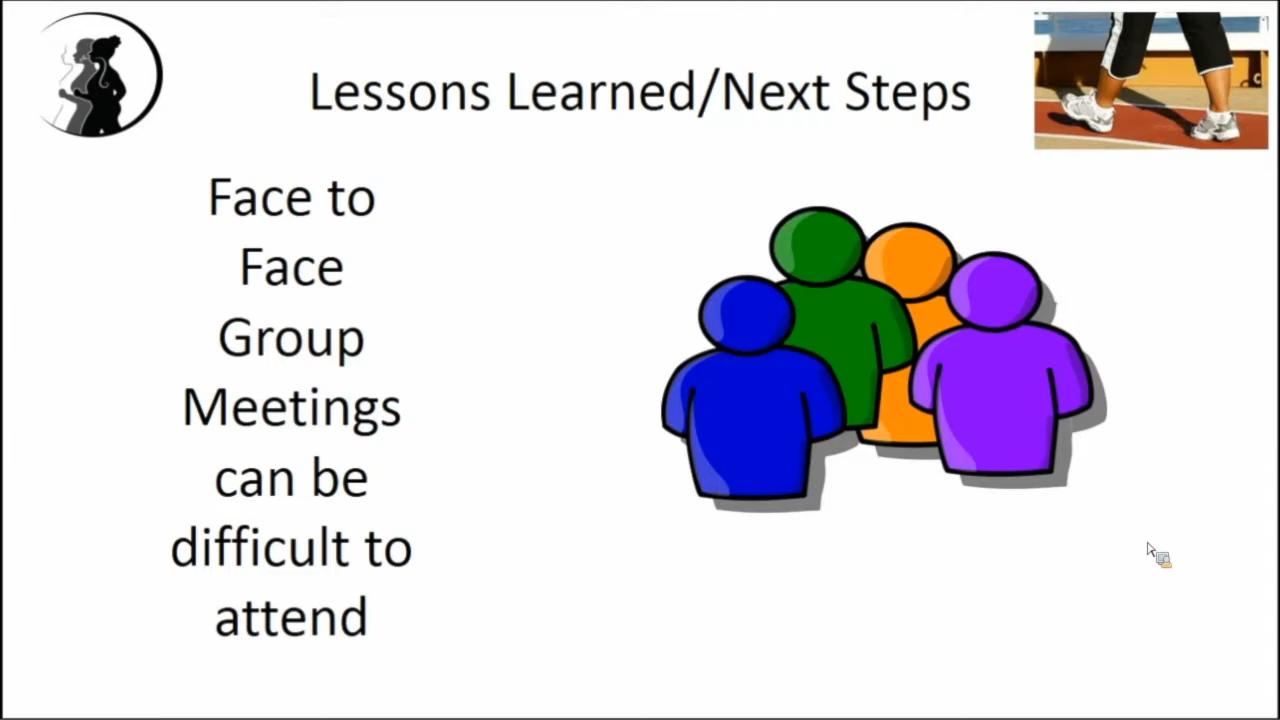 Lessons Learned/Next Steps
Face to
Face
Group
Meetings
can be
difficult to
attend